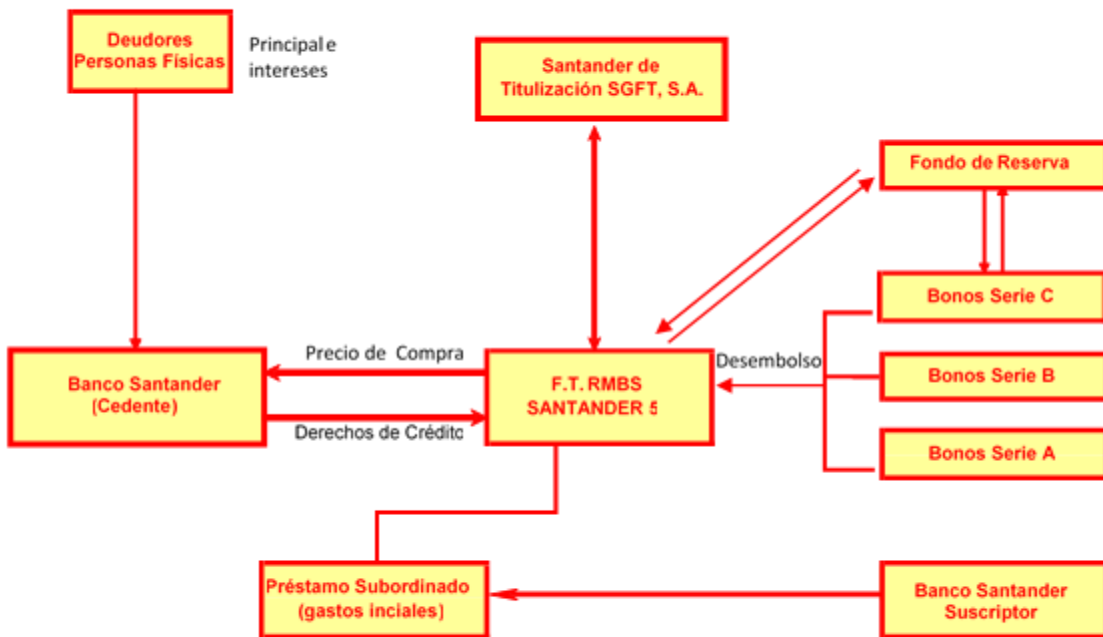 Deudores
Personas Físicas
Principal e
intereses
Santander de
Titulización SGFT, S.A.
Fondo de Reserva
Bonos Serie C
Precio de Compra
Desembolso
Banco Santander
(Cedente)
F.T. RMBS
SANTANDER 5
Bonos Serie B
Derechos de Crédito
Bonos Serie A
Préstamo Subordinado
(gastos inciales)
Banco Santander
Suscriptor